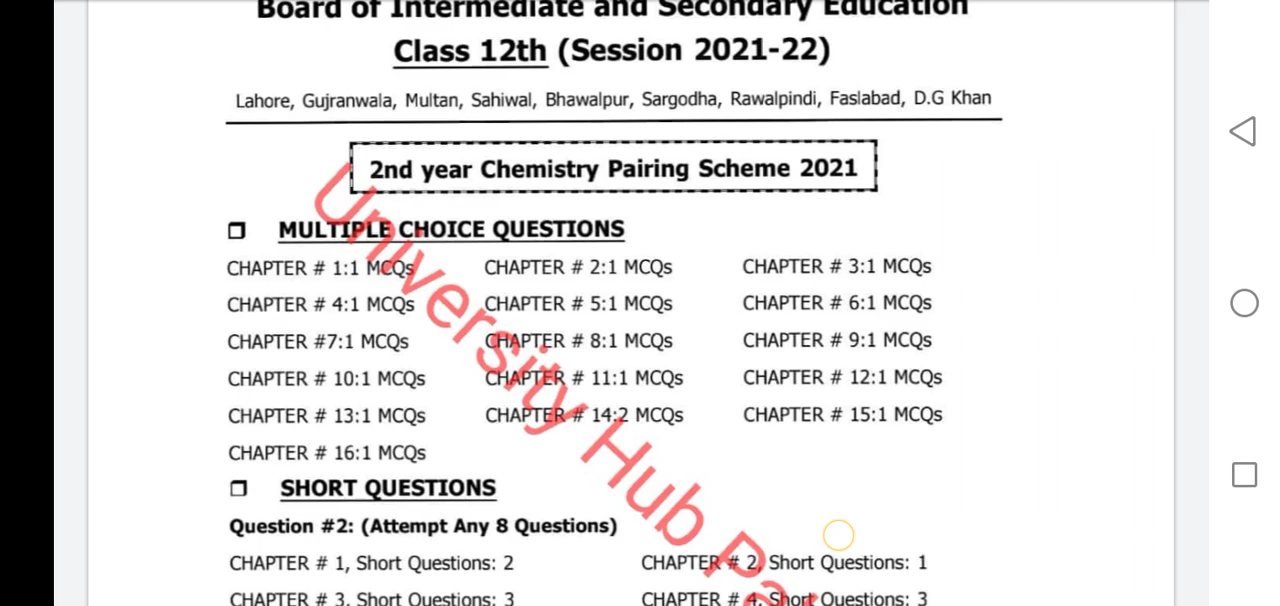 Board of Intermediate and Secondary Education
Class 12th (Session 2021-22)
Lahore, Gujranwala, Multan, Sahiwal, Bhawalpur, Sargodha, Rawalpindi, Faslabad, D.G Khan
2nd year Chemistry Pairing Scheme 2021
MULTIPLE CHOICE QUESTIONS
CHAPTER # 1:1 MCQs CHAPTER # 2:1 MCQs CHAPTER # 3:1 MCQs
CHAPTER # 4:1 MCQs CHAPTER # 5:1 MCQs CHAPTER # 6:1 MCQs
CHAPTER #7:1 MCQs CHAPTER # 8:1 MCQs CHAPTER # 9:1 MCQs
CHAPTER # 10:1 MCQs CHAPTER # 11:1 MCQs CHAPTER # 12:1 MCQs
CHAPTER # 13:1 MCQs CHAPTER # 14:2 MCQs CHAPTER # 15:1 MCQs
CHAPTER # 16:1 MCQs
SHORT QUESTIONS
Question #2: (Attempt Any 8 Questions)
CHAPTER # 1, Short Questions: 2 CHAPTER # 2, Short Questions: 1
CHAPTER # 3, Short Questions: 3 CHAPTER # 4, Short Questions: 3
University Hub